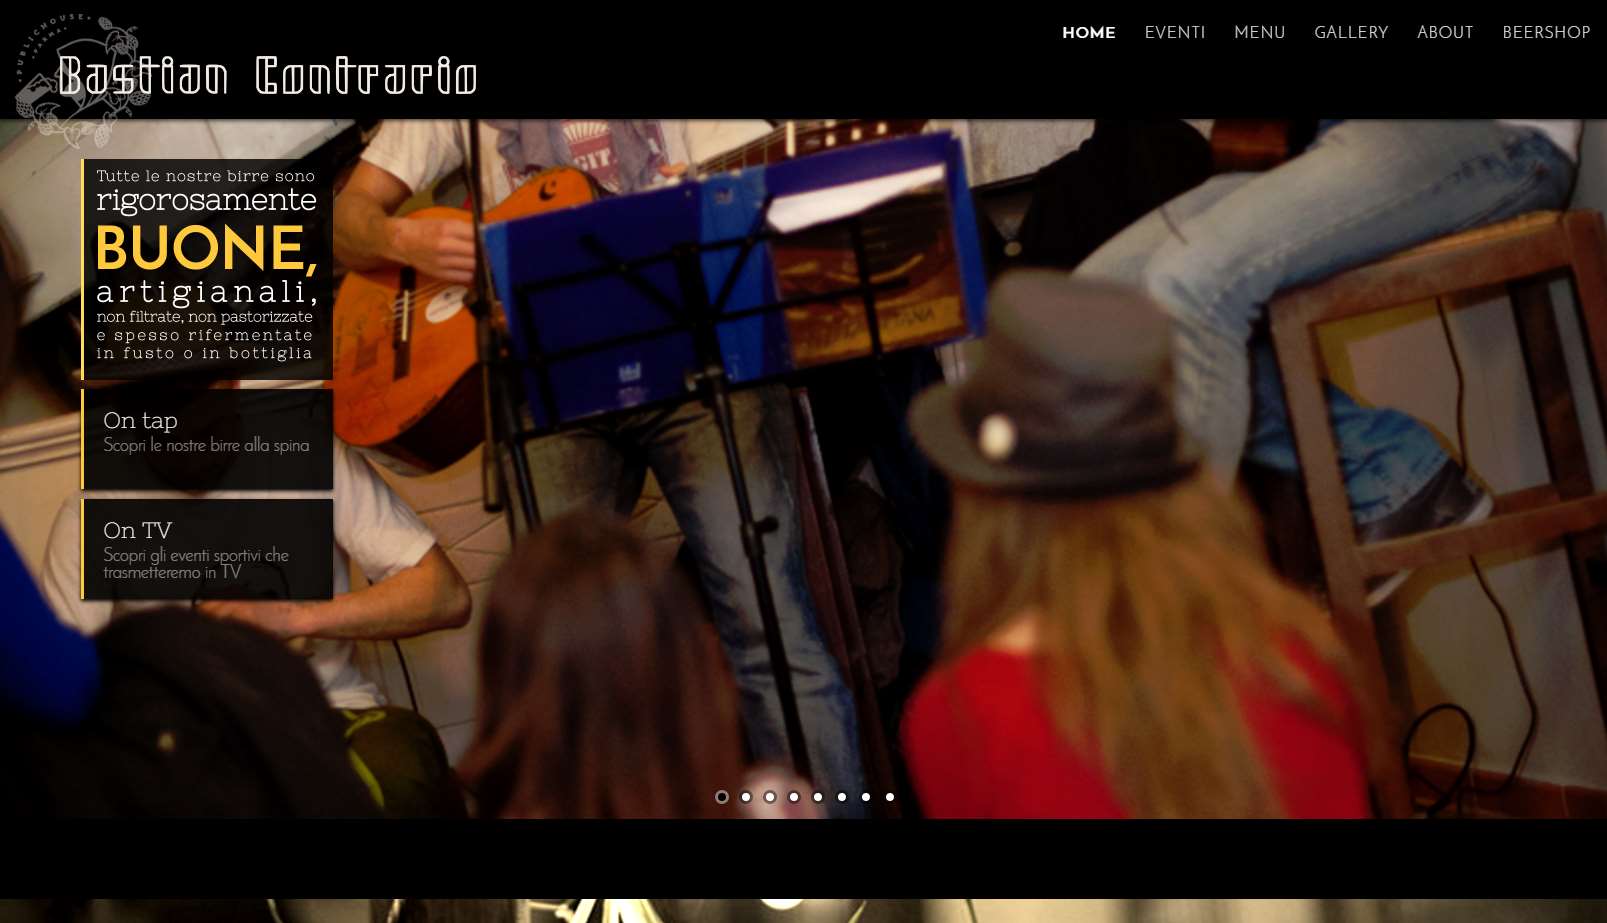 HOME EVENTI MENU GALLERY ABOUT BEERSHOP
•PUBLICHOUSE•
•PARMA•
Bastian Contrario
Tutte le nostre birre sono
rigorosamente
BUONE,
artigianali,
non filtrate, non pastorizzate
e spesso rifermentate
in fusto o in bottiglia
On tap
Scopri le nostre birre alla spina
On TV
Scopri gli eventi sportivi che
trasmetteremo in TV